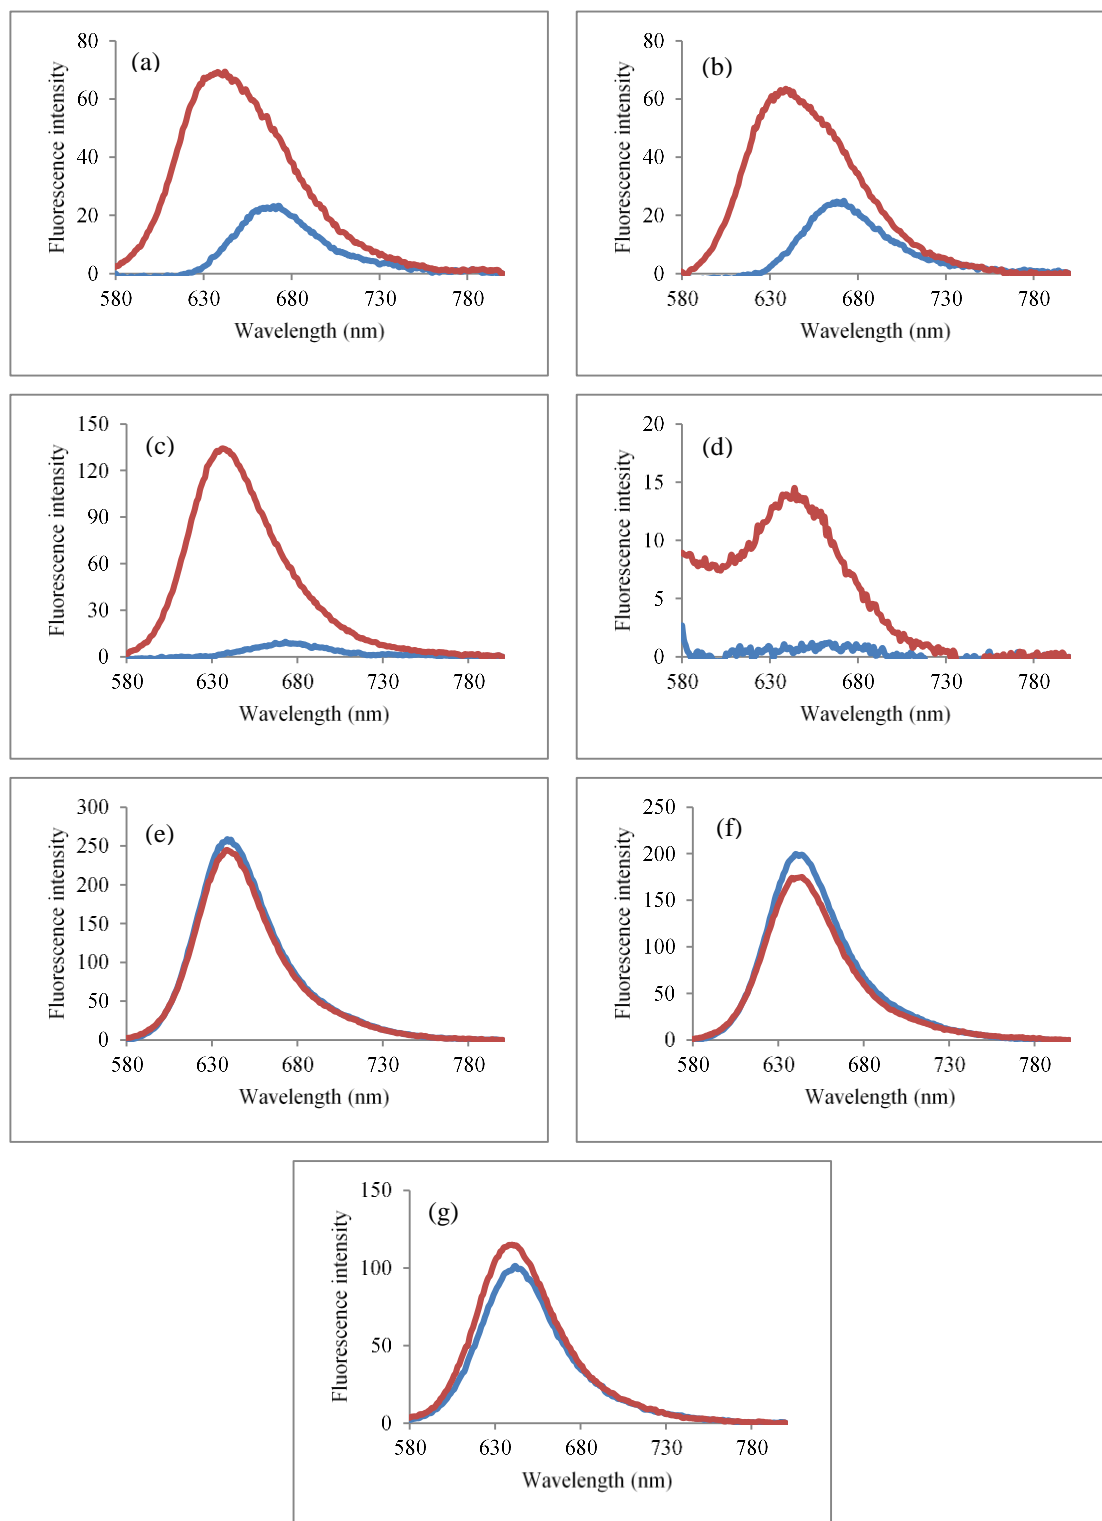 (a)
Fluorescence intensity
80
60
40
20
0
580 630 680 730 780
Wavelength (nm)
(b)
Fluorescence intensity
80
60
40
20
0
580 630 680 730 780
Wavelength (nm)
(c)
Fluorescence intensity
150
120
90
60
30
0
580 630 680 730 780
Wavelength (nm)
(d)
Fluorescence intesity
20
15
10
5
0
580 630 680 730 780
Wavelength (nm)
(e)
Fluorescence intensity
300
250
200
150
100
50
0
580 630 680 730 780
Wavelength (nm)
(f)
Fluorescence intensity
250
200
150
100
50
0
580 630 680 730 780
Wavelength (nm)
(g)
Fluorescence intensity
150
100
50
0
580 630 680 730 780
Wavelength (nm)